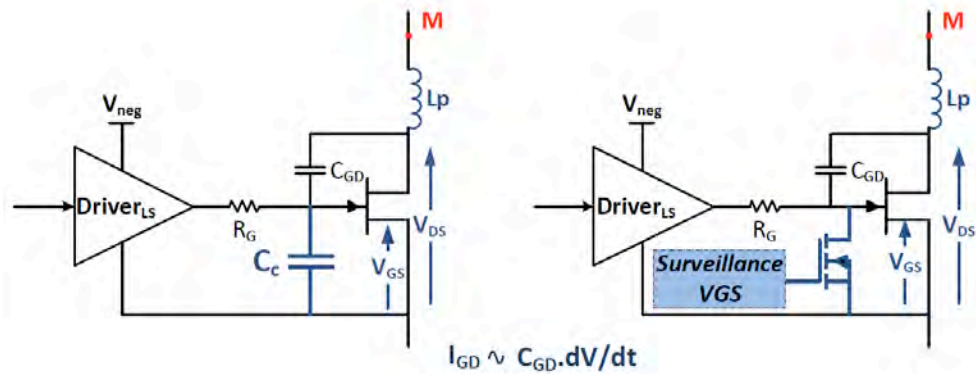 M
Lp
Vneg
CGD
DriverLS
RG
Cc
VGS
VDS
M
Lp
Vneg
CGD
DriverLS
RG
Surveillance
VGS
VGS
VDS
IGD ∿ CGD.dV/dt